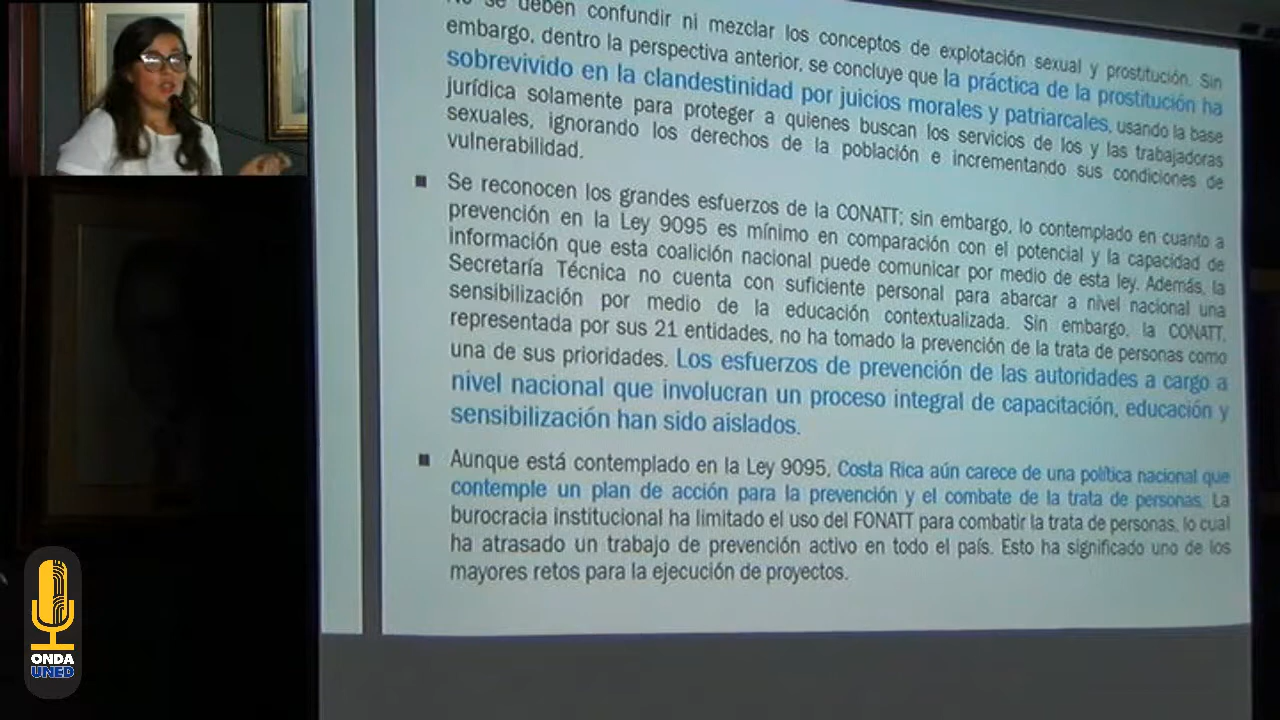 No se deben confundir ni mezclar los conceptos de explotación sexual y prostitución. Sin
embargo, dentro la perspectiva anterior, se concluye que la práctica de la prostitución ha
sobrevivido en la clandestinidad por juicios morales y patriarcales, usando la base
jurídica solamente para proteger a quienes buscan los servicios de los y las trabajadoras
sexuales, ignorando los derechos de la población e incrementando sus condiciones de
vulnerabilidad.
Se reconocen los grandes esfuerzos de la CONATT; sin embargo, lo contemplado en cuanto a
prevención en la Ley 9095 es mínimo en comparación con el potencial y la capacidad de
información que esta coalición nacional puede comunicar por medio de esta ley. Además, la
Secretaría Técnica no cuenta con suficiente personal para abarcar a nivel nacional una
sensibilización por medio de la educación contextualizada. Sin embargo, la CONATT,
representada por sus 21 entidades, no ha tomado la prevención de la trata de personas como
una de sus prioridades. Los esfuerzos de prevención de las autoridades a cargo a
nivel nacional que involucran un proceso integral de capacitación, educación y
sensibilización han sido aislados.
Aunque está contemplado en la Ley 9095, Costa Rica aún carece de una política nacional que
contemple un plan de acción para la prevención y el combate de la trata de personas. La
burocracia institucional ha limitado el uso del FONATT para combatir la trata de personas, lo cual
ha atrasado un trabajo de prevención activo en todo el país. Esto ha significado uno de los
mayores retos para la ejecución de proyectos.
ONDA
UNED